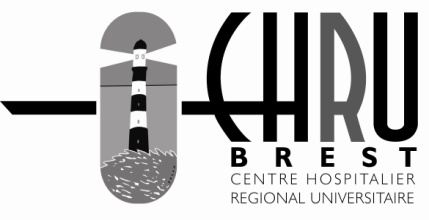 CHRU
BREST
CENTRE HOSPITALIER
REGIONAL UNIVERSITAIRE